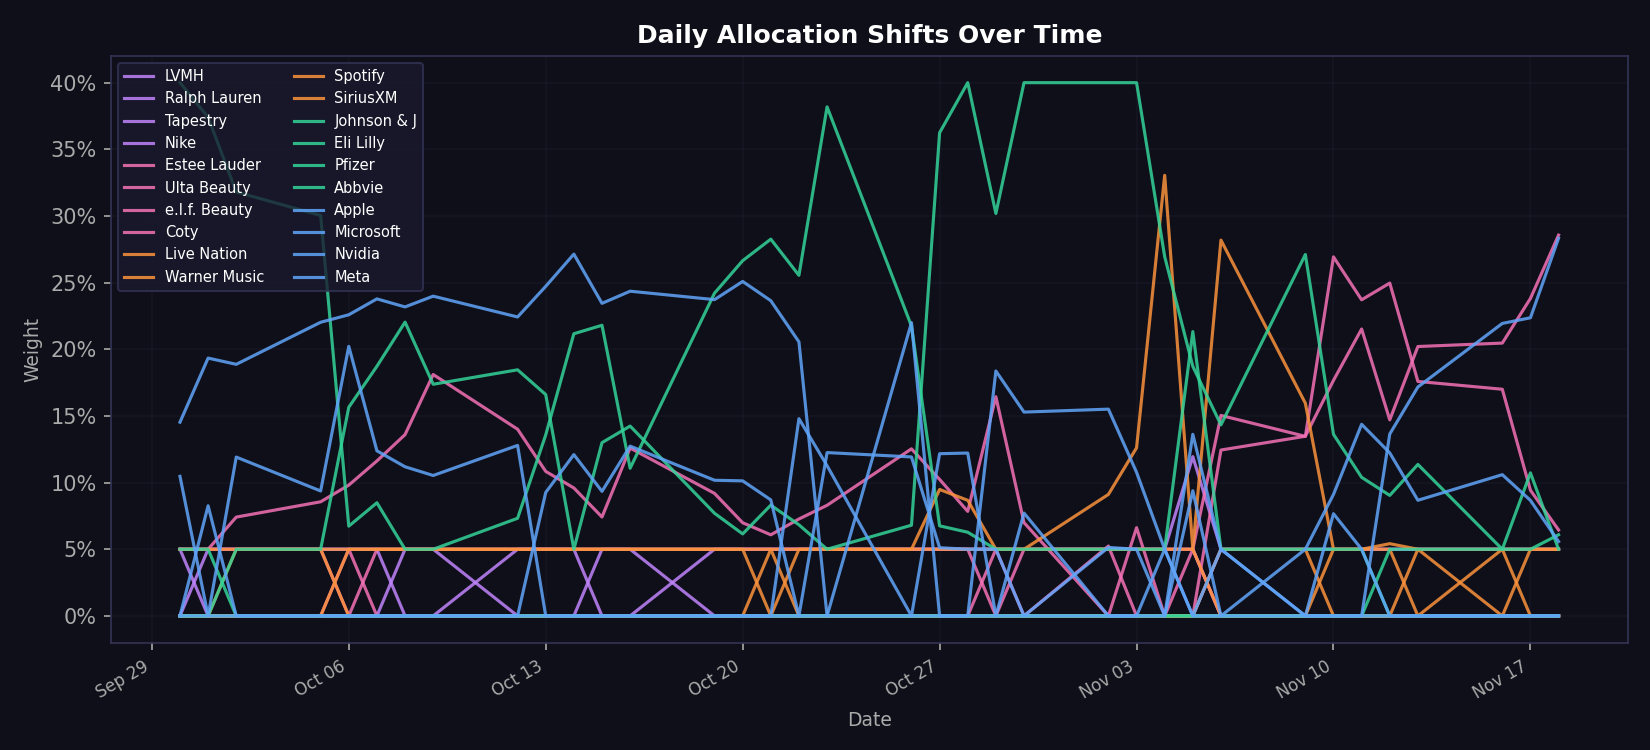 Daily Allocation Shifts Over Time
LVMH
Ralph Lauren
Tapestry
Nike
Estee Lauder
Ulta Beauty
e.l.f. Beauty
Coty
Live Nation
Warner Music
Spotify
SiriusXM
Johnson & J
Eli Lilly
Pfizer
Abbvie
Apple
Microsoft
Nvidia
Meta
Weight
40%
35%
30%
25%
20%
15%
10%
5%
0%
Sep 29
Oct 06
Oct 13
Oct 20
Oct 27
Nov 03
Nov 10
Nov 17
Date